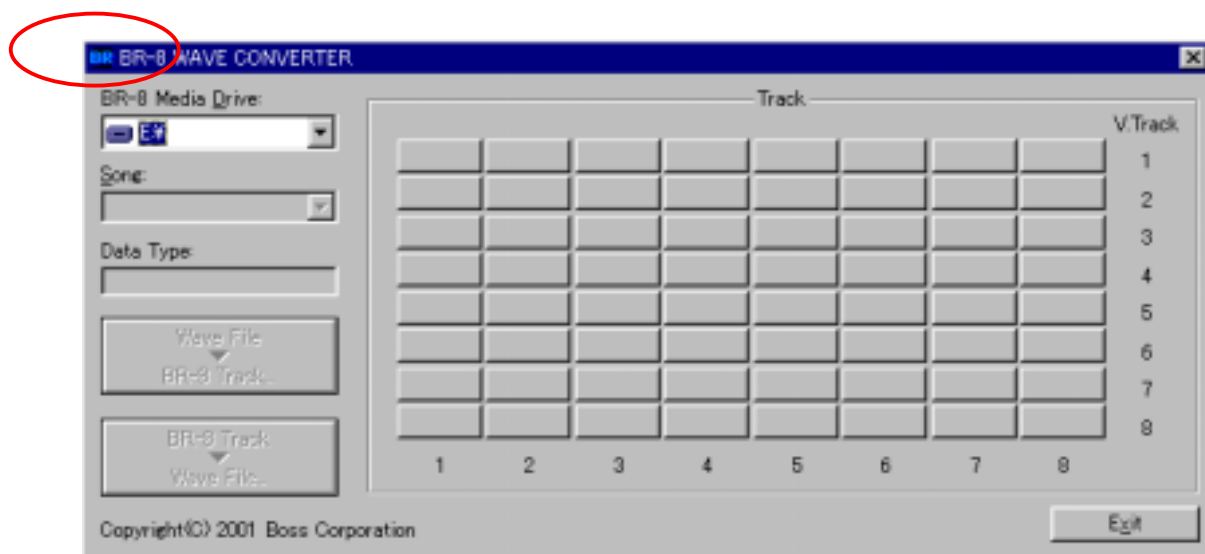 BR BR-8 WAVE CONVERTER
BR-8 Media Drive:
E:¥
Song:
Data Type:
Wave File
BR-8 Track...
BR-8 Track
Wave File...
Copyright(C) 2001 Boss Corporation
Track
V.Track
1
2
3
4
5
6
7
8
1 2 3 4 5 6 7 8
Exit